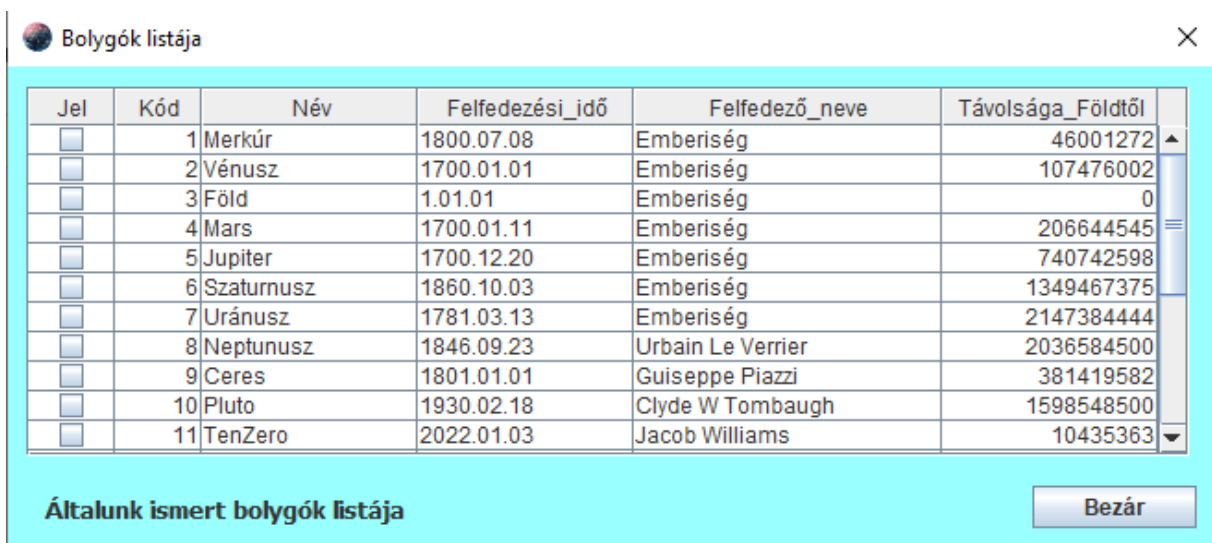 Bolygók listája
Jel Kód Név Felfedezési_idő Felfedező_neve Távolsága_Földtől
1 Merkúr 1800.07.08 Emberiség 46001272
2 Vénusz 1700.01.01 Emberiség 107476002
3 Föld 1.01.01 Emberiség 0
4 Mars 1700.01.11 Emberiség 206644545
5 Jupiter 1700.12.20 Emberiség 740742598
6 Szaturnusz 1860.10.03 Emberiség 1349467375
7 Uránusz 1781.03.13 Emberiség 2147384444
8 Neptunusz 1846.09.23 Urbain Le Verrier 2036584500
9 Ceres 1801.01.01 Guiseppe Piazzi 381419582
10 Pluto 1930.02.18 Clyde W Tombaugh 1598548500
11 TenZero 2022.01.03 Jacob Williams 10435363
Általunk ismert bolygók listája
Bezár